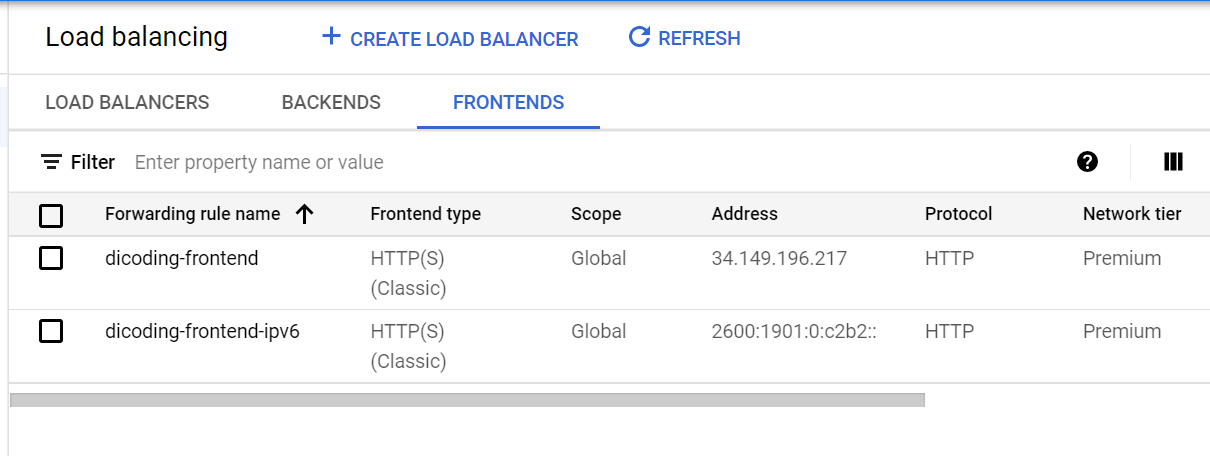 Load balancing + CREATE LOAD BALANCER REFRESH
LOAD BALANCERS BACKENDS FRONTENDS
Filter Enter property name or value ?
Forwarding rule name ↑ Frontend type Scope Address Protocol Network tier
dicoding-frontend HTTP(S) Global 34.149.196.217 HTTP Premium
(Classic)
dicoding-frontend-ipv6 HTTP(S) Global 2600:1901:0:c2b2:: HTTP Premium
(Classic)